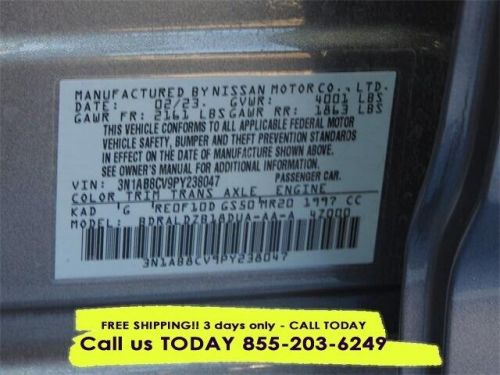 MANUFACTURED BY NISSAN MOTOR CO., LTD.
DATE: 02/23. GVWR: 4001 LBS
GAWR FR: 2161 LBS GAWR RR: 1863 LBS
THIS VEHICLE CONFORMS TO ALL APPLICABLE FEDERAL MOTOR
VEHICLE SAFETY, BUMPER AND THEFT PREVENTION STANDARDS
IN EFFECT ON THE DATE OF MANUFACTURE SHOWN ABOVE.
SEE OWNER'S MANUAL FOR ADDITIONAL INFORMATION.
VIN: 3N1AB8CV9PY238047 PASSENGER CAR.
COLOR TRIM TRANS AXLE ENGINE
KAD G RE0F10D GS50 MR20 1997 CC
MODEL: BDRALDZB18DUA-AA-A 47000
3N1AB8CV9PY238047
FREE SHIPPING!! 3 days only - CALL TODAY
Call us TODAY 855-203-6249